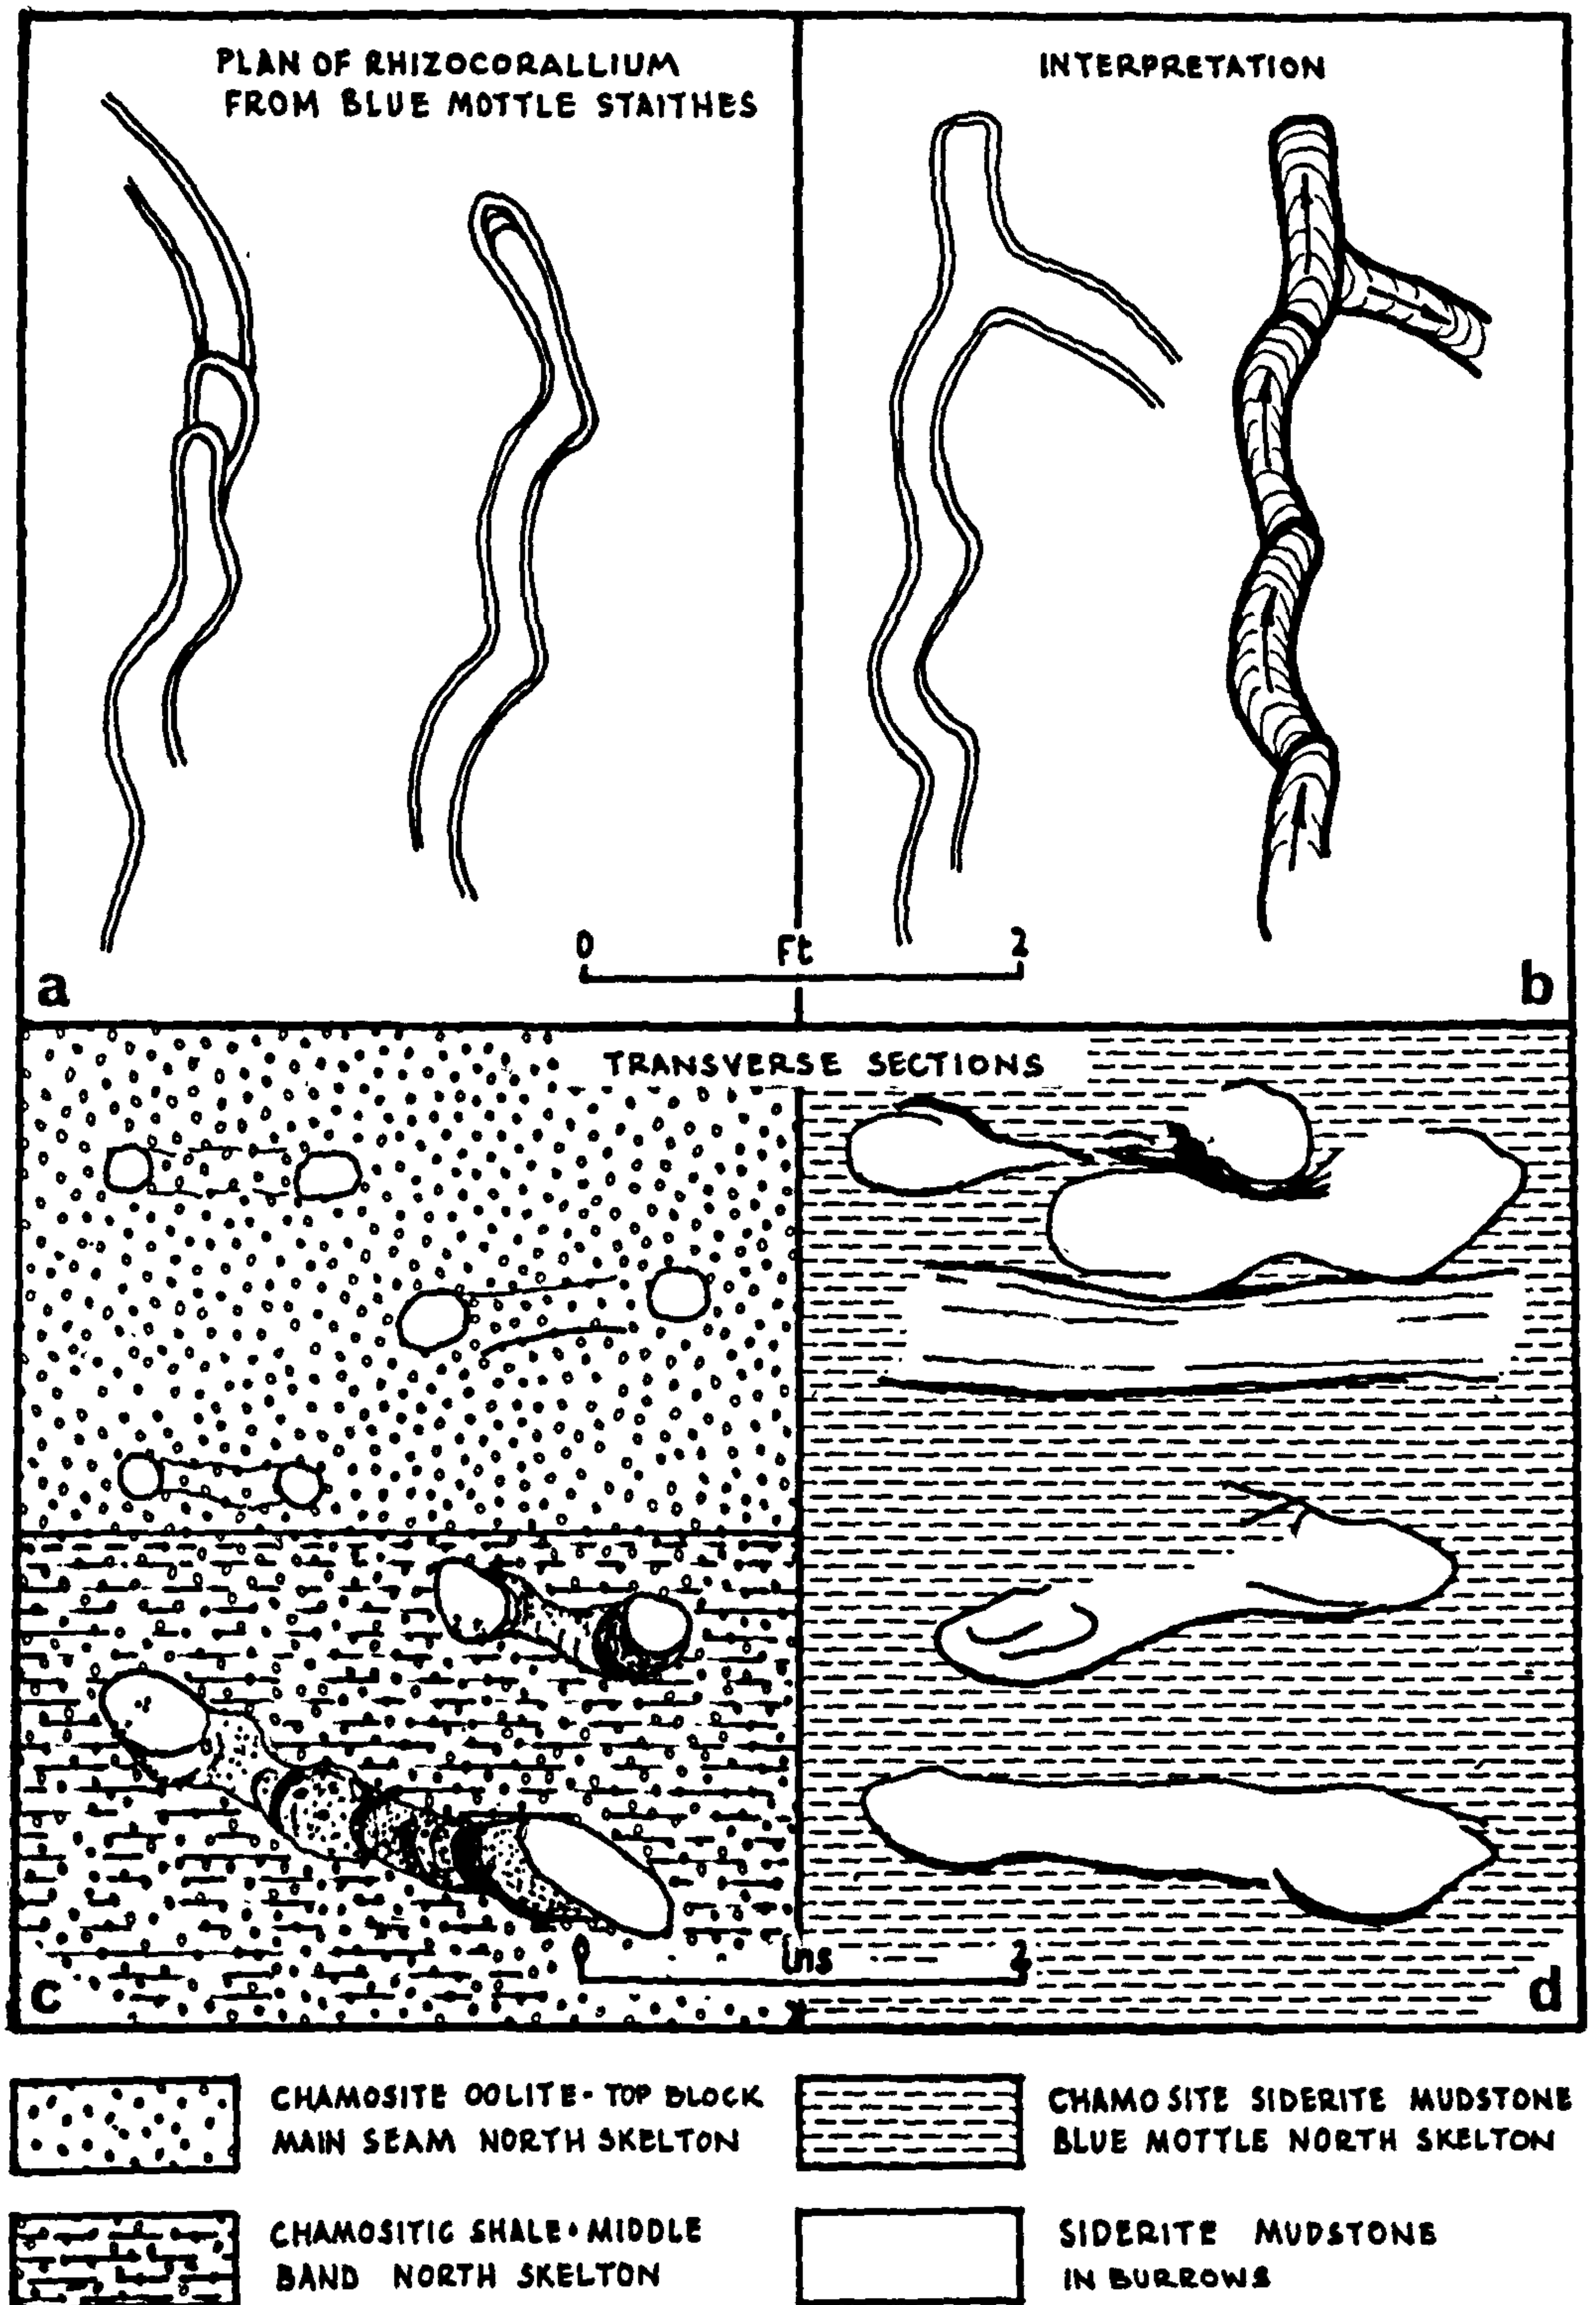 PLAN OF RHIZOCORALLIUM
FROM BLUE MOTTLE STAITHES
INTERPRETATION
0 Ft 2
a
b
TRANSVERSE SECTIONS
0 Ins 2
c
d
CHAMOSITE OOLITE - TOP BLOCK
MAIN SEAM NORTH SKELTON
CHAMOSITE SIDERITE MUDSTONE
BLUE MOTTLE NORTH SKELTON
CHAMOSITIC SHALE • MIDDLE
BAND NORTH SKELTON
SIDERITE MUDSTONE
IN BURROWS